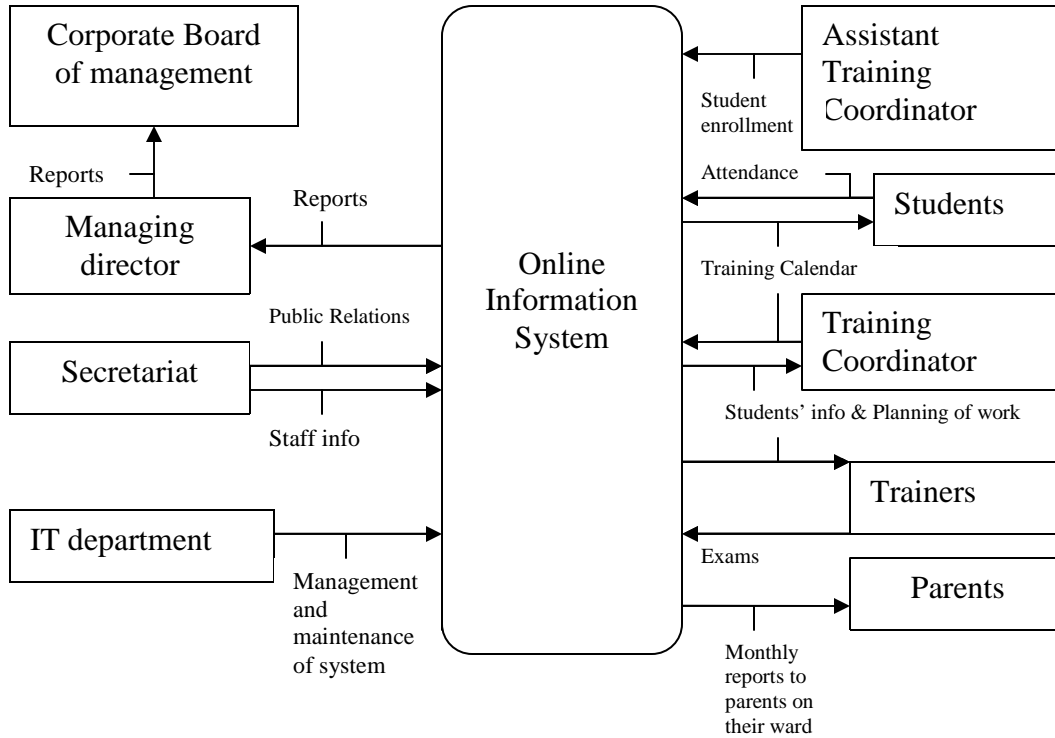 Corporate Board
of management
Reports
Managing
director
Reports
Public Relations
Secretariat
Staff info
IT department
Management
and
maintenance
of system
Online
Information
System
Assistant
Training
Coordinator
Student
enrollment
Attendance
Students
Training Calendar
Training
Coordinator
Students’ info & Planning of work
Trainers
Exams
Parents
Monthly
reports to
parents on
their ward